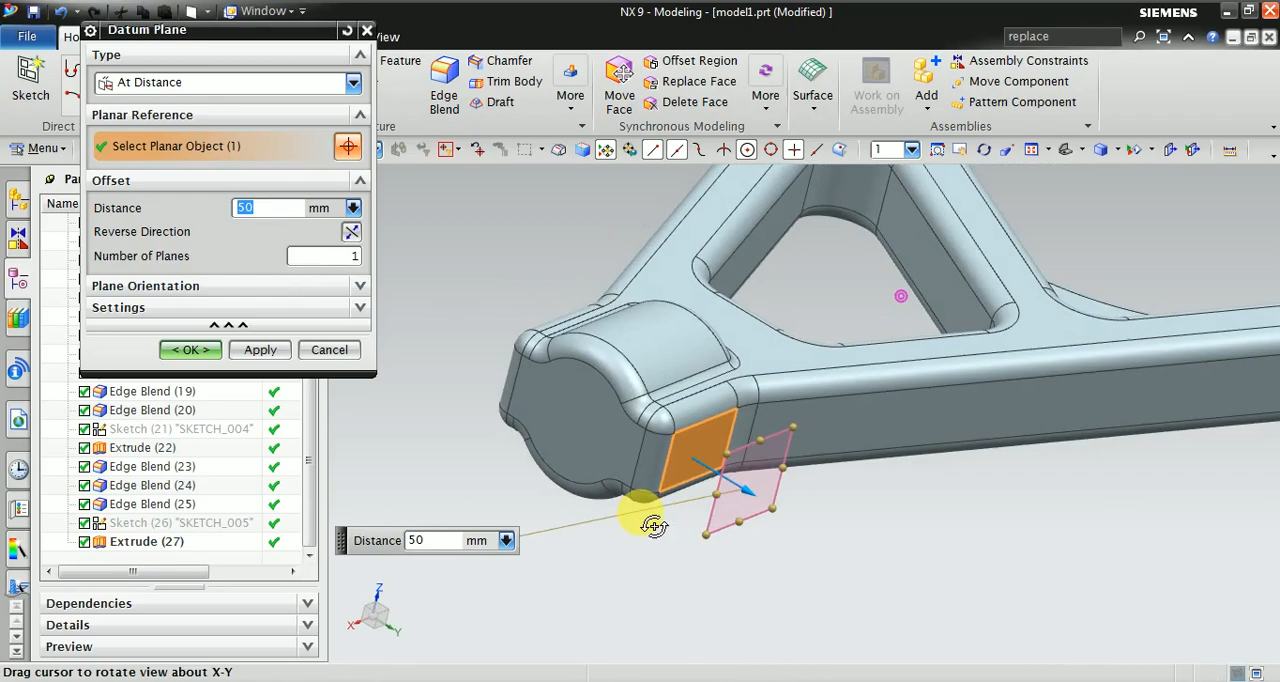 Window
NX 9 - Modeling - [model1.prt (Modified) ]
SIEMENS
Datum Plane
File
Ho
View
replace
Type
At Distance
Planar Reference
Select Planar Object (1)
Offset
Distance
50
mm
Reverse Direction
Number of Planes
1
Plane Orientation
Settings
< OK >
Apply
Cancel
Sketch
Direct
Feature
Edge
Blend
Chamfer
Trim Body
Draft
More
Move
Face
Offset Region
Replace Face
Delete Face
More
Surface
Work on
Assembly
Add
Assembly Constraints
Move Component
Pattern Component
Synchronous Modeling
Assemblies
Menu
1
Par
Name
Edge Blend (19)
Edge Blend (20)
Sketch (21) "SKETCH_004"
Extrude (22)
Edge Blend (23)
Edge Blend (24)
Edge Blend (25)
Sketch (26) "SKETCH_005"
Extrude (27)
Dependencies
Details
Preview
Distance
50
mm
Z
X
Y
Drag cursor to rotate view about X-Y